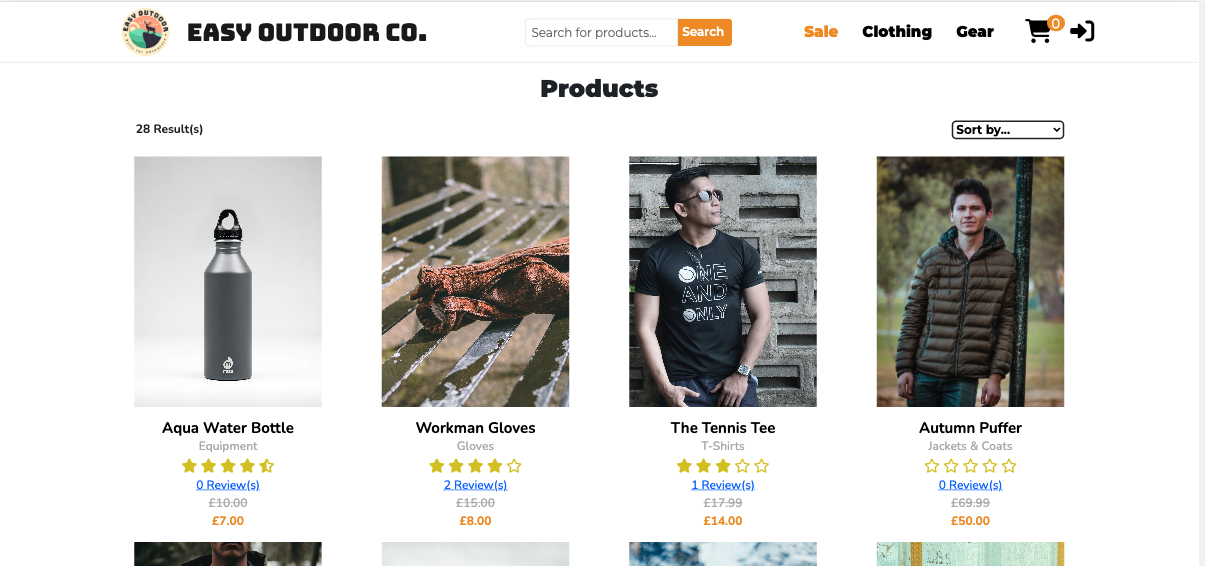 EASY OUTDOOR
EASY OUTDOOR CO.
Search for products...
Search
Sale
Clothing
Gear
0
Products
28 Result(s)
Sort by...
ONE
AND
ONLY
Aqua Water Bottle
Equipment
0 Review(s)
£10.00
£7.00
Workman Gloves
Gloves
2 Review(s)
£15.00
£8.00
The Tennis Tee
T-Shirts
1 Review(s)
£17.99
£14.00
Autumn Puffer
Jackets & Coats
0 Review(s)
£69.99
£50.00